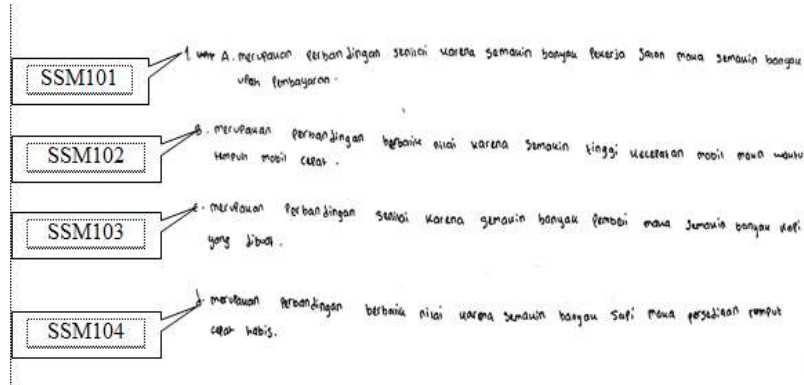 SSM101
1. A. merupakan perbandingan senilai karena semakin banyak pekerja maka semakin banyak
upah pembayaran.
SSM102
B. merupakan perbandingan berbalik nilai karena semakin tinggi kecepatan mobil maka waktu
tempuh mobil cepat.
SSM103
c. merupakan perbandingan senilai karena semakin banyak pembeli maka semakin banyak kopi
yang dibuat.
SSM104
d. merupakan perbandingan berbalik nilai karena semakin banyak sapi maka persediaan rumput
cepat habis.